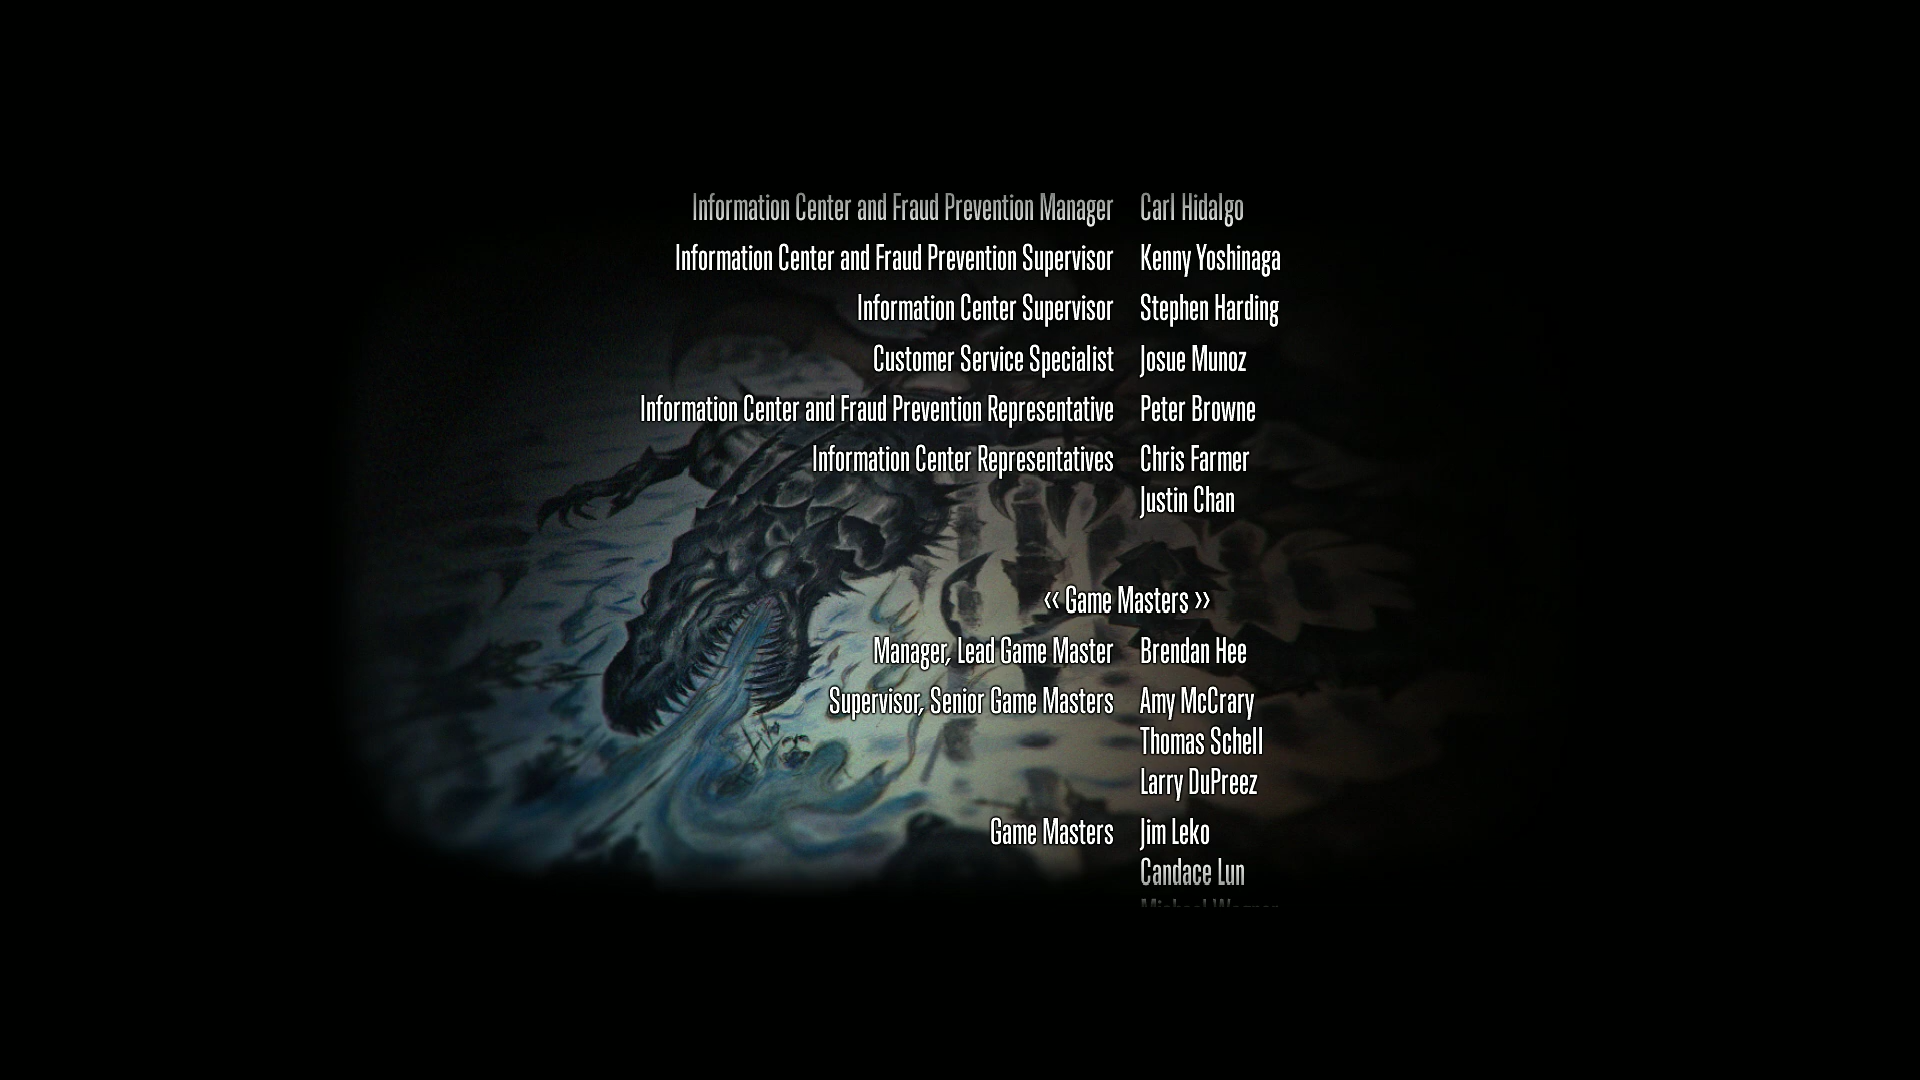 Information Center and Fraud Prevention Manager Carl Hidalgo
Information Center and Fraud Prevention Supervisor Kenny Yoshinaga
Information Center Supervisor Stephen Harding
Customer Service Specialist Josue Munoz
Information Center and Fraud Prevention Representative Peter Browne
Information Center Representatives Chris Farmer
Justin Chan
‹‹ Game Masters ››
Manager, Lead Game Master Brendan Hee
Supervisor, Senior Game Masters Amy McCrary
Thomas Schell
Larry DuPreez
Game Masters Jim Leko
Candace Lun